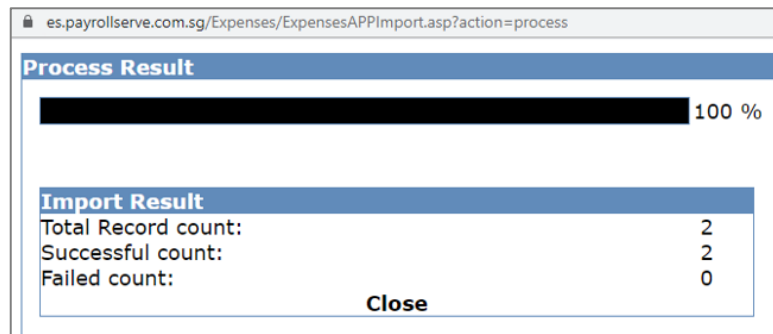 es.payrollserve.com.sg/Expenses/ExpensesAPPImport.asp?action=process
Process Result
100 %
Import Result
Total Record count: 2
Successful count: 2
Failed count: 0
Close